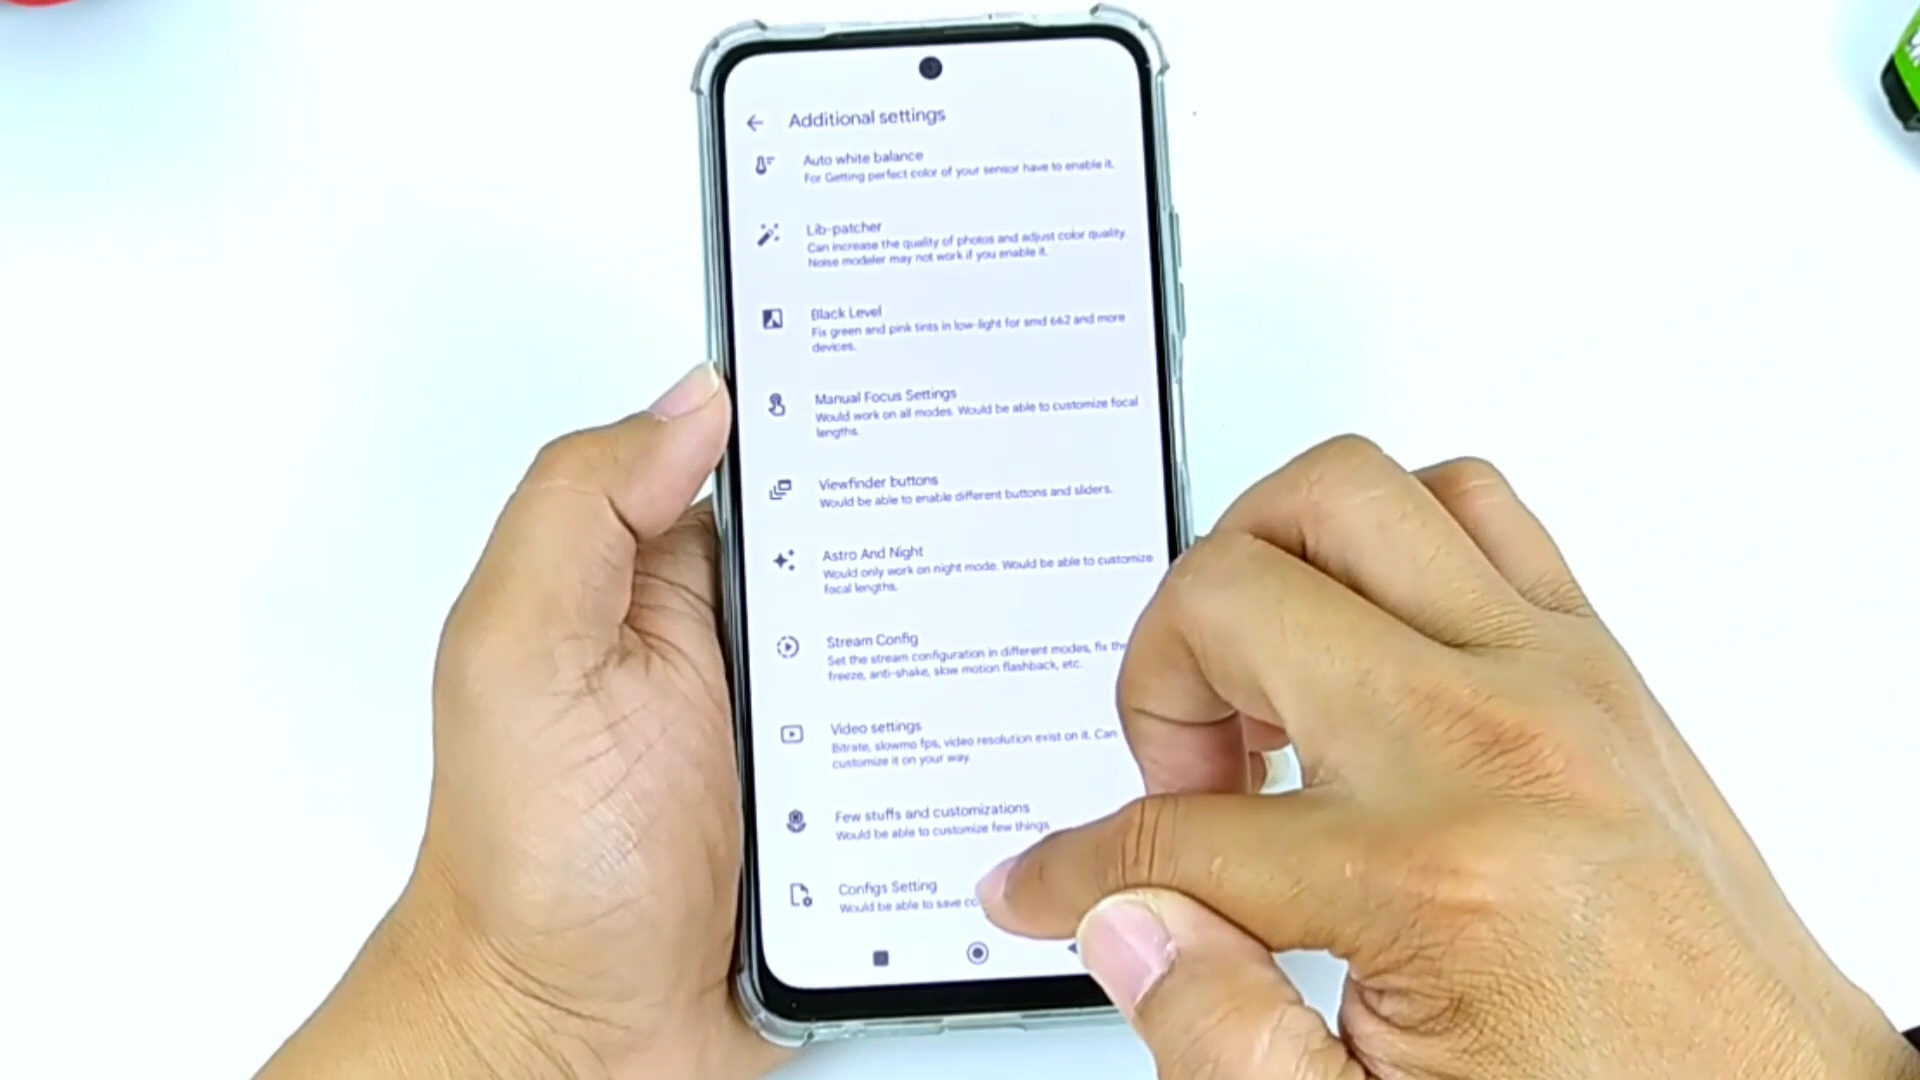 Additional settings
Auto white balance
For Getting perfect color of your sensor have to enable it.
Lib-patcher
Can increase the quality of photos and adjust color quality.
Noise modeler may not work if you enable it.
Black Level
Fix green and pink tints in low-light for smd 662 and more
devices.
Manual Focus Settings
Would work on all modes. Would be able to customize focal
lengths.
Viewfinder buttons
Would be able to enable different buttons and sliders.
Astro And Night
Would only work on night mode. Would be able to customize
focal lengths.
Stream Config
Set the stream configuration in different modes, fix the
freeze, anti-shake, slow motion flashback, etc.
Video settings
Bitrate, slowmo fps, video resolution exist on it. Can
customize it on your way.
Few stuffs and customizations
Would be able to customize few things
Configs Setting
Would be able to save